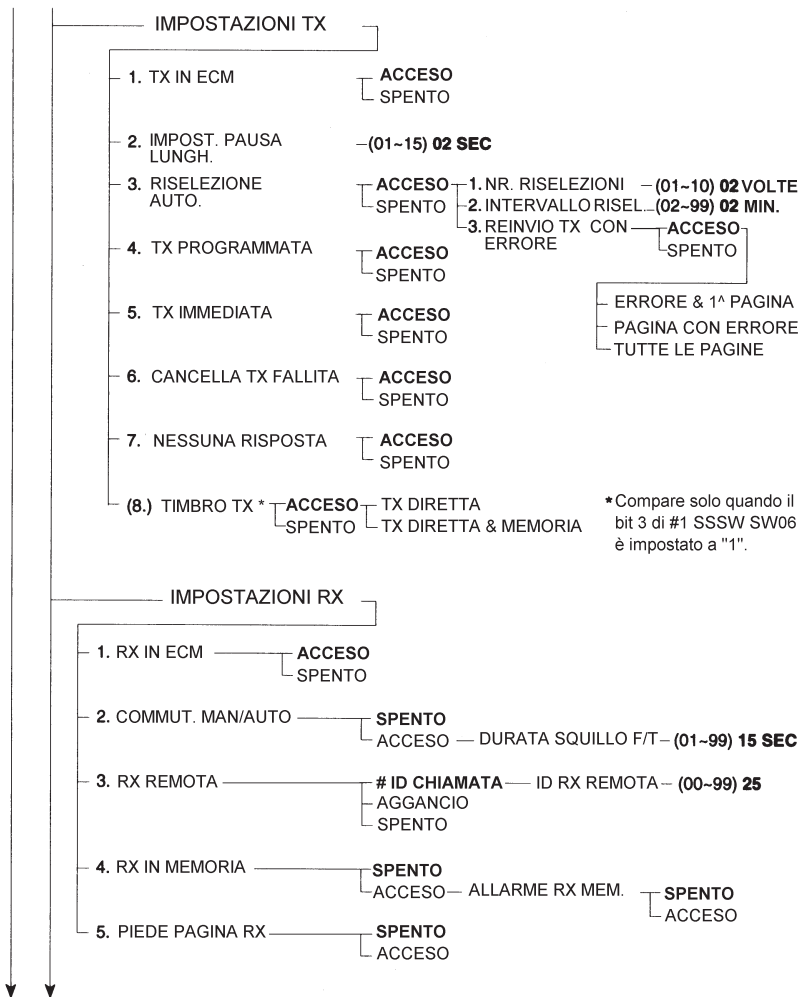 IMPOSTAZIONI TX
1. TX IN ECM ACCESO
SPENTO
2. IMPOST. PAUSA LUNGH. –(01~15) 02 SEC
3. RISELEZIONE AUTO. ACCESO 1. NR. RISELEZIONI –(01~10) 02 VOLTE
SPENTO 2. INTERVALLO RISEL. (02~99) 02 MIN.
3. REINVIO TX CON ERRORE ACCESO
SPENTO
ERRORE & 1^ PAGINA
PAGINA CON ERRORE
TUTTE LE PAGINE
4. TX PROGRAMMATA ACCESO
SPENTO
5. TX IMMEDIATA ACCESO
SPENTO
6. CANCELLA TX FALLITA ACCESO
SPENTO
7. NESSUNA RISPOSTA ACCESO
SPENTO
(8.) TIMBRO TX * ACCESO TX DIRETTA
SPENTO TX DIRETTA & MEMORIA
* Compare solo quando il
bit 3 di #1 SSSW SW06
è impostato a "1".
IMPOSTAZIONI RX
1. RX IN ECM ACCESO
SPENTO
2. COMMUT. MAN/AUTO SPENTO
ACCESO — DURATA SQUILLO F/T – (01~99) 15 SEC
3. RX REMOTA # ID CHIAMATA — ID RX REMOTA – (00~99) 25
AGGANCIO
SPENTO
4. RX IN MEMORIA SPENTO
ACCESO — ALLARME RX MEM. SPENTO
ACCESO
5. PIEDE PAGINA RX SPENTO
ACCESO